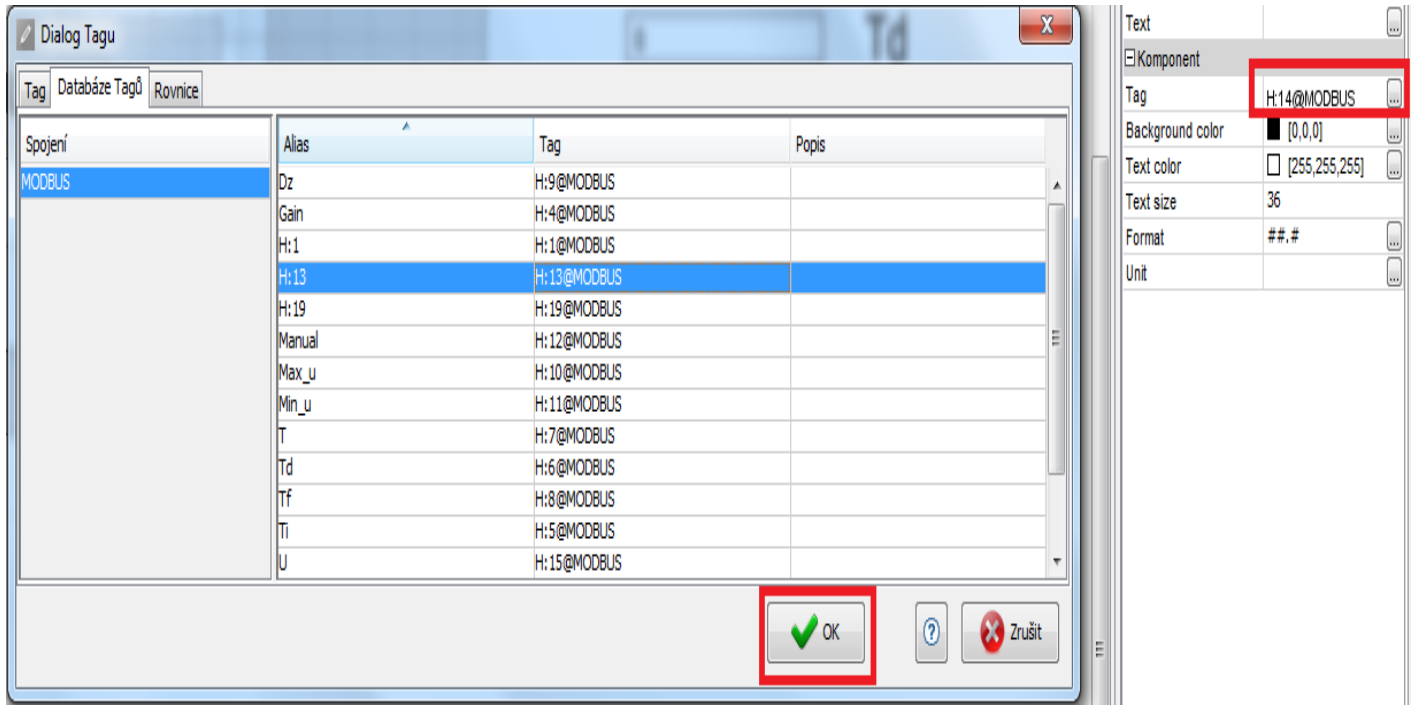 Dialog Tagu
Td
X
Tag Databáze Tagů Rovnice
Spojení Alias Tag Popis
MODBUS
Dz H:9@MODBUS
Gain H:4@MODBUS
H:1 H:1@MODBUS
H:13 H:13@MODBUS
H:19 H:19@MODBUS
Manual H:12@MODBUS
Max_u H:10@MODBUS
Min_u H:11@MODBUS
T H:7@MODBUS
Td H:6@MODBUS
Tf H:8@MODBUS
Ti H:5@MODBUS
U H:15@MODBUS
OK ? Zrušit
Text ...
Komponent
Tag H:14@MODBUS ...
Background color [0,0,0] ...
Text color [255,255,255] ...
Text size 36
Format ##.# ...
Unit ...